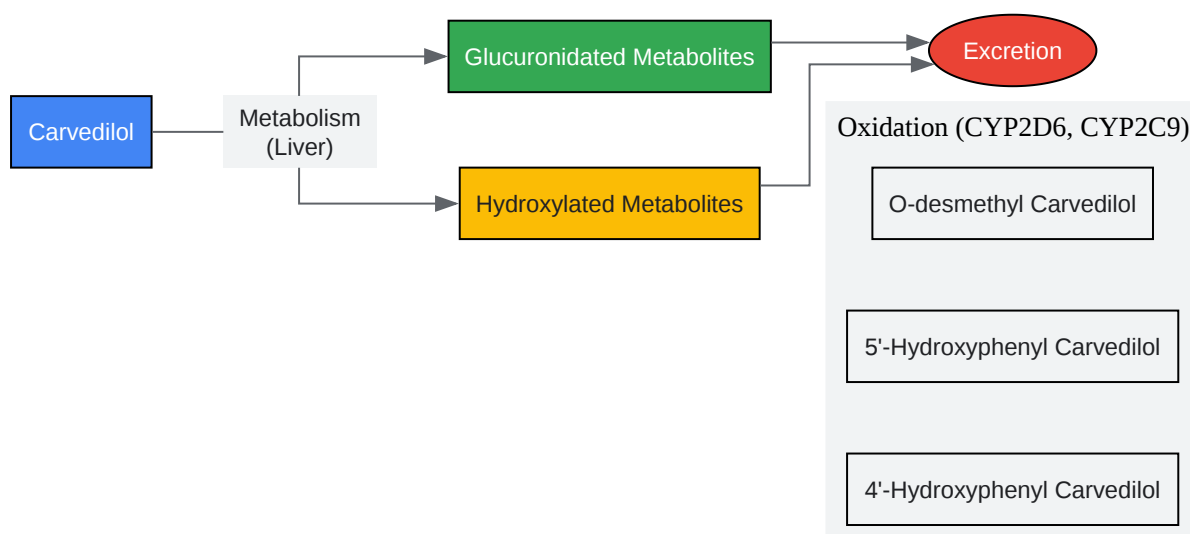 Carvedilol
Metabolism
(Liver)
Glucuronidated Metabolites
Hydroxylated Metabolites
Excretion
Oxidation (CYP2D6, CYP2C9)
O-desmethyl Carvedilol
5'-Hydroxyphenyl Carvedilol
4'-Hydroxyphenyl Carvedilol